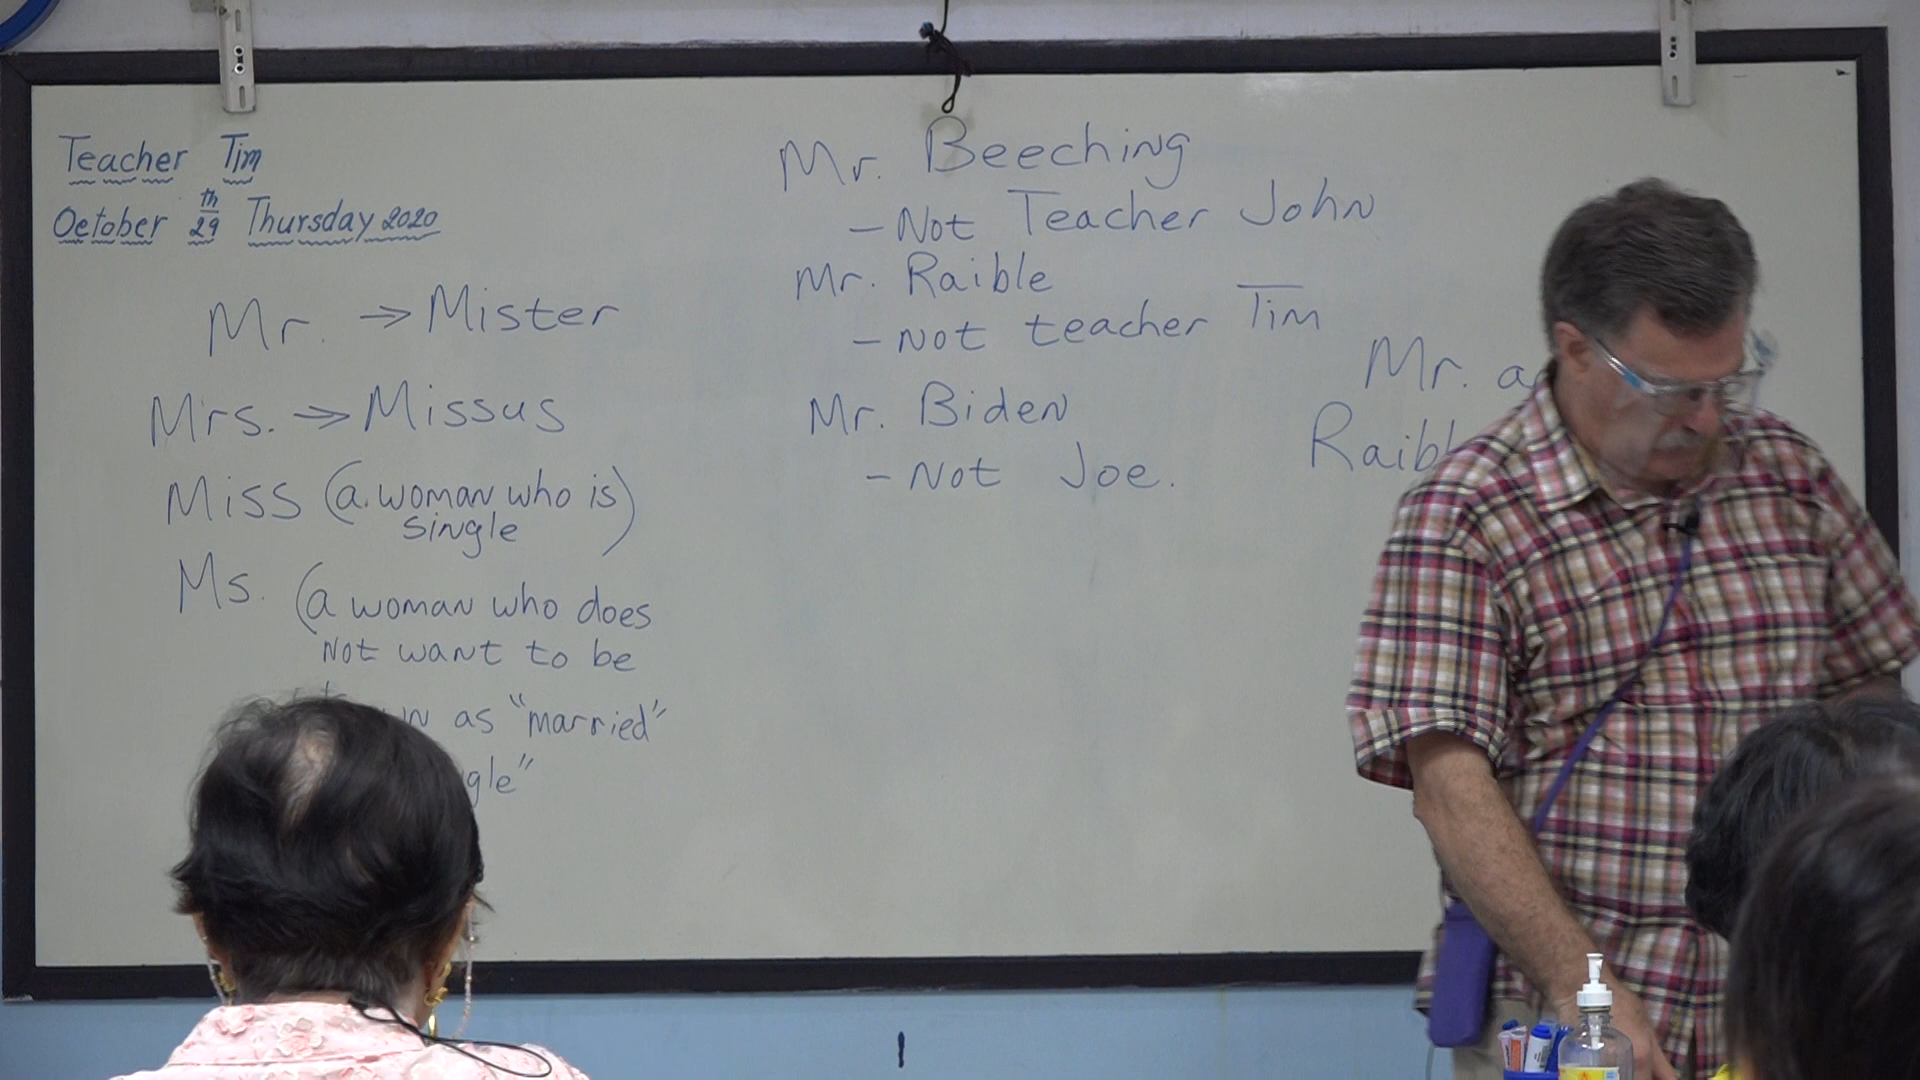 Teacher Tim
October 29th Thursday 2020
Mr. → Mister
Mrs. → Missus
Miss (a woman who is)
single
Ms. (a woman who does
not want to be
as "married"
Mr. Beeching
- Not Teacher John
Mr. Raible
- Not teacher Tim
Mr. Biden
- Not Joe.
Mr.